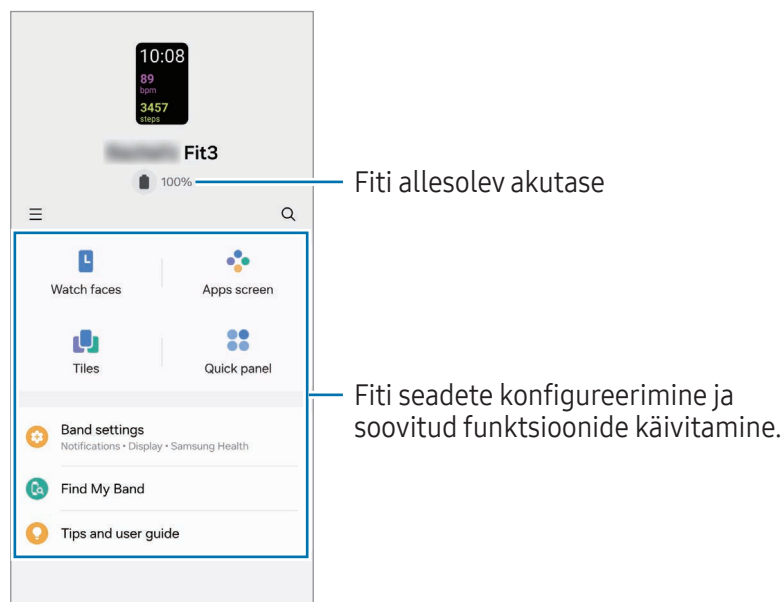 10:08
89
bpm
3457
steps
Fit3
100%
Fiti allesolev akutase
Watch faces
Apps screen
Tiles
Quick panel
Fiti seadete konfigureerimine ja
soovitud funktsioonide käivitamine.
Band settings
Notifications • Display • Samsung Health
Find My Band
Tips and user guide